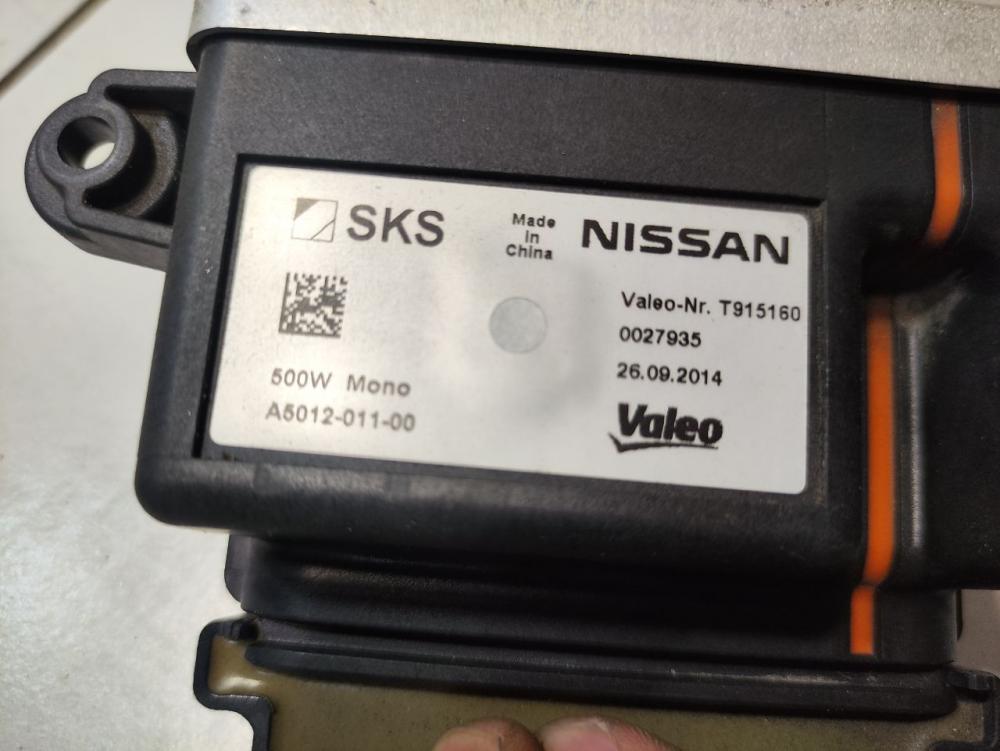 SKS
Made
in
China
NISSAN
Valeo-Nr. T915160
0027935
26.09.2014
500W Mono
A5012-011-00
Valeo